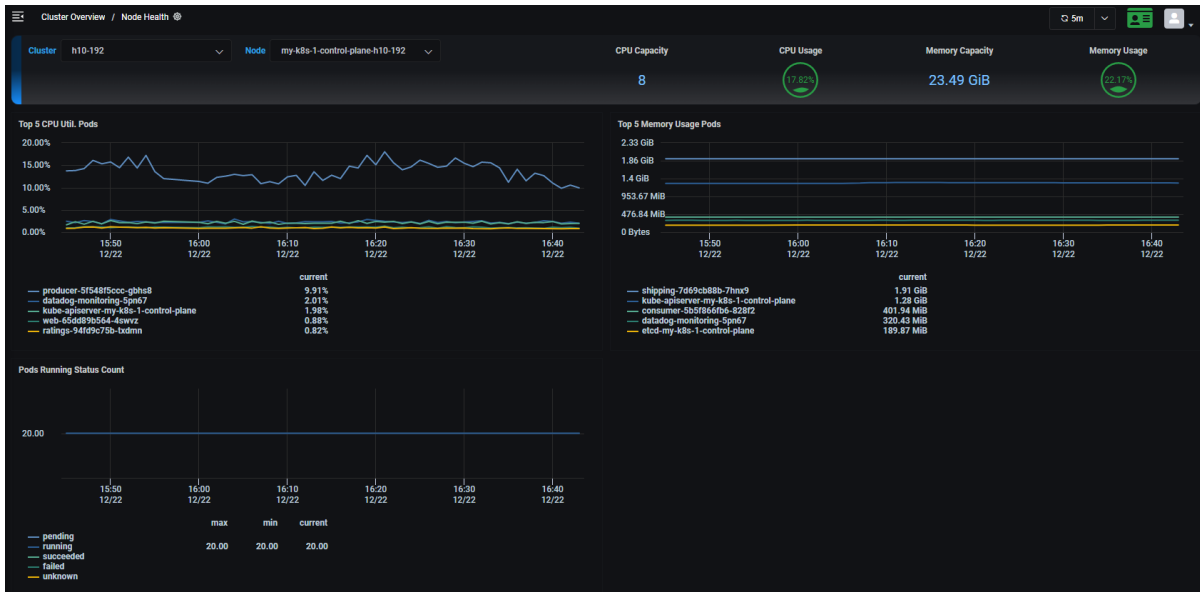 Cluster Overview / Node Health
5m
Cluster h10-192 Node my-k8s-1-control-plane-h10-192
CPU Capacity CPU Usage Memory Capacity Memory Usage
8 17.82% 23.49 GiB 22.17%
Top 5 CPU Util. Pods
20.00%
15.00%
10.00%
5.00%
0.00%
15:50 16:00 16:10 16:20 16:30 16:40
12/22 12/22 12/22 12/22 12/22 12/22
current
producer-5f548f5ccc-gbhs8 9.91%
datadog-monitoring-5pn67 2.01%
kube-apiserver-my-k8s-1-control-plane 1.98%
web-65dd89b564-4swvz 0.88%
ratings-94fd9c75b-txdmn 0.82%
Top 5 Memory Usage Pods
2.33 GiB
1.86 GiB
1.4 GiB
953.67 MiB
476.84 MiB
0 Bytes
15:50 16:00 16:10 16:20 16:30 16:40
12/22 12/22 12/22 12/22 12/22 12/22
current
shipping-7d69cb88b-7hnx9 1.91 GiB
kube-apiserver-my-k8s-1-control-plane 1.28 GiB
consumer-5b5f866fb6-828f2 401.94 MiB
datadog-monitoring-5pn67 320.43 MiB
etcd-my-k8s-1-control-plane 189.87 MiB
Pods Running Status Count
20.00
15:50 16:00 16:10 16:20 16:30 16:40
12/22 12/22 12/22 12/22 12/22 12/22
max min current
pending
running 20.00 20.00 20.00
succeeded
failed
unknown